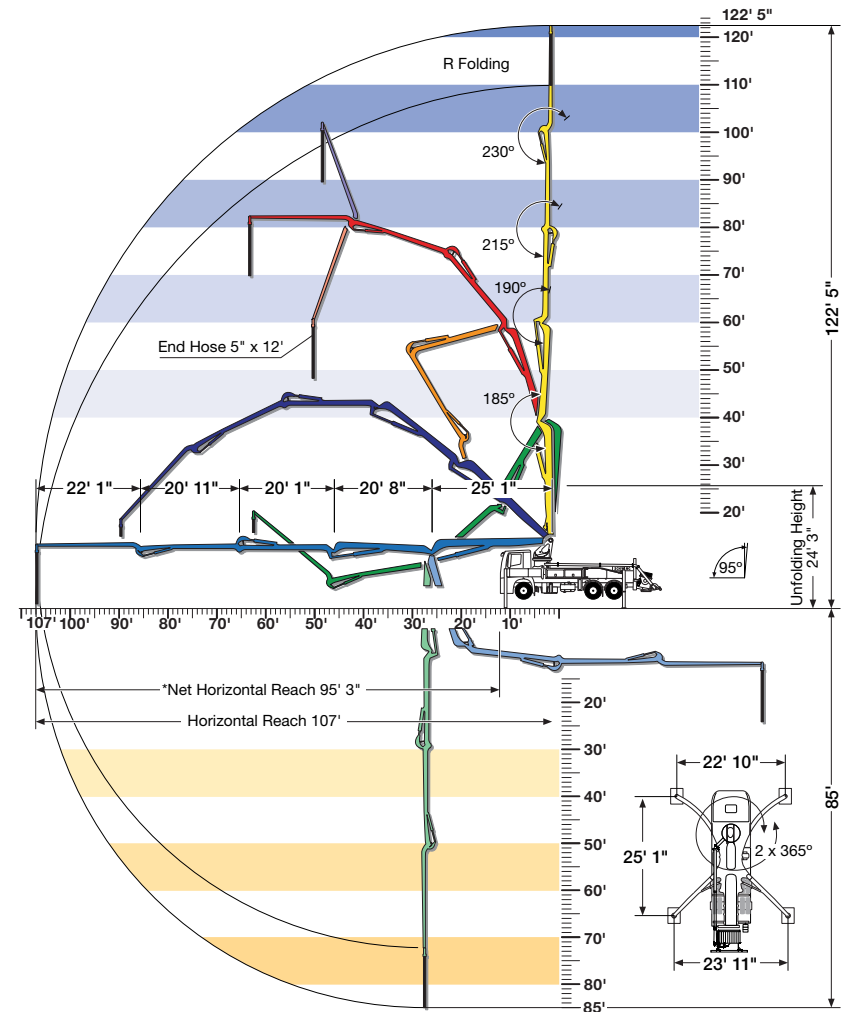 122' 5"
120'
R Folding
110'
100'
230º
90'
80'
215º
70'
190º
60'
End Hose 5" x 12'
50'
185º
40'
30'
22' 1"
20' 11"
20' 1"
20' 8"
25' 1"
20'
122' 5"
Unfolding Height
24' 3"
95º
107' 100' 90' 80' 70' 60' 50' 40' 30' 20' 10'
*Net Horizontal Reach 95' 3"
Horizontal Reach 107'
20'
30'
40'
50'
60'
70'
80'
85'
85'
22' 10"
25' 1"
2 x 365º
23' 11"